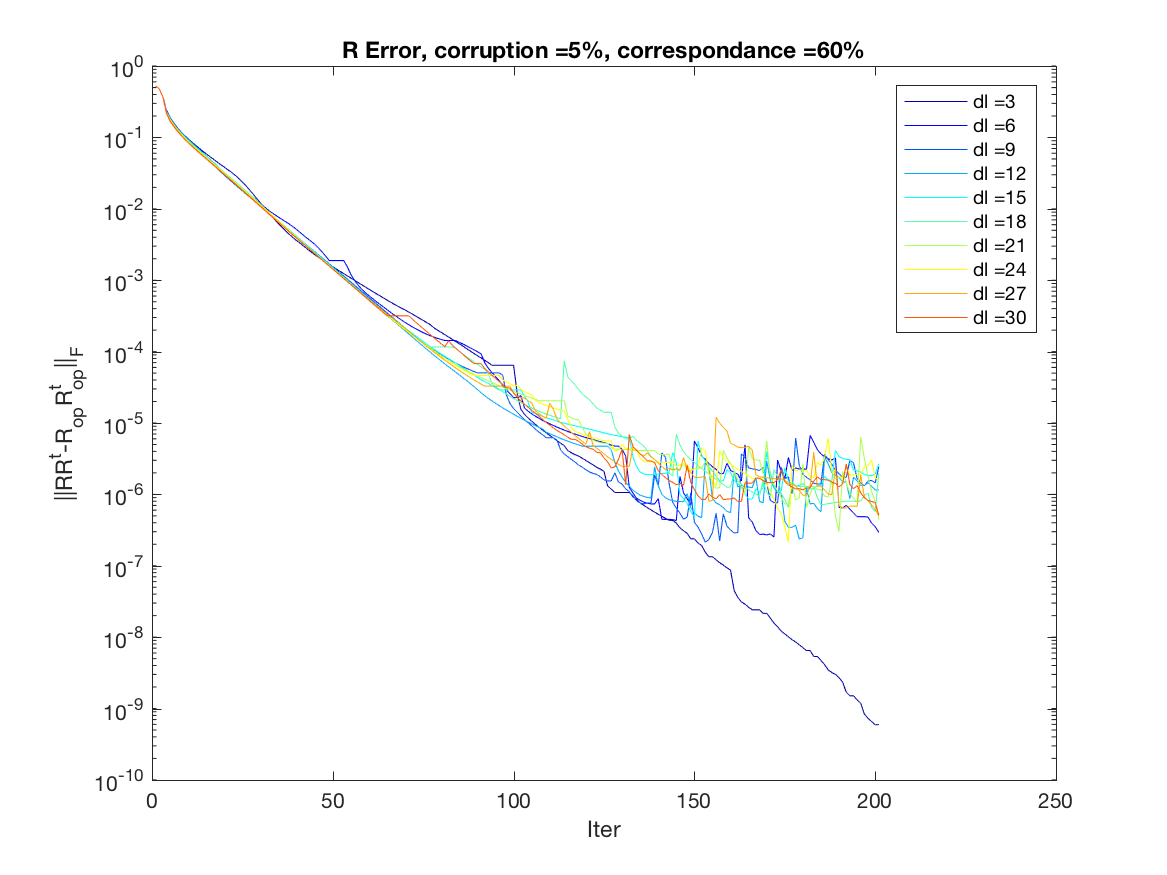 R Error, corruption =5%, correspondance =60%
10^0
10^-1
10^-2
10^-3
10^-4
10^-5
10^-6
10^-7
10^-8
10^-9
10^-10
||RR^t-R_op R_op^t||_F
dl =3
dl =6
dl =9
dl =12
dl =15
dl =18
dl =21
dl =24
dl =27
dl =30
0 50 100 150 200 250
Iter